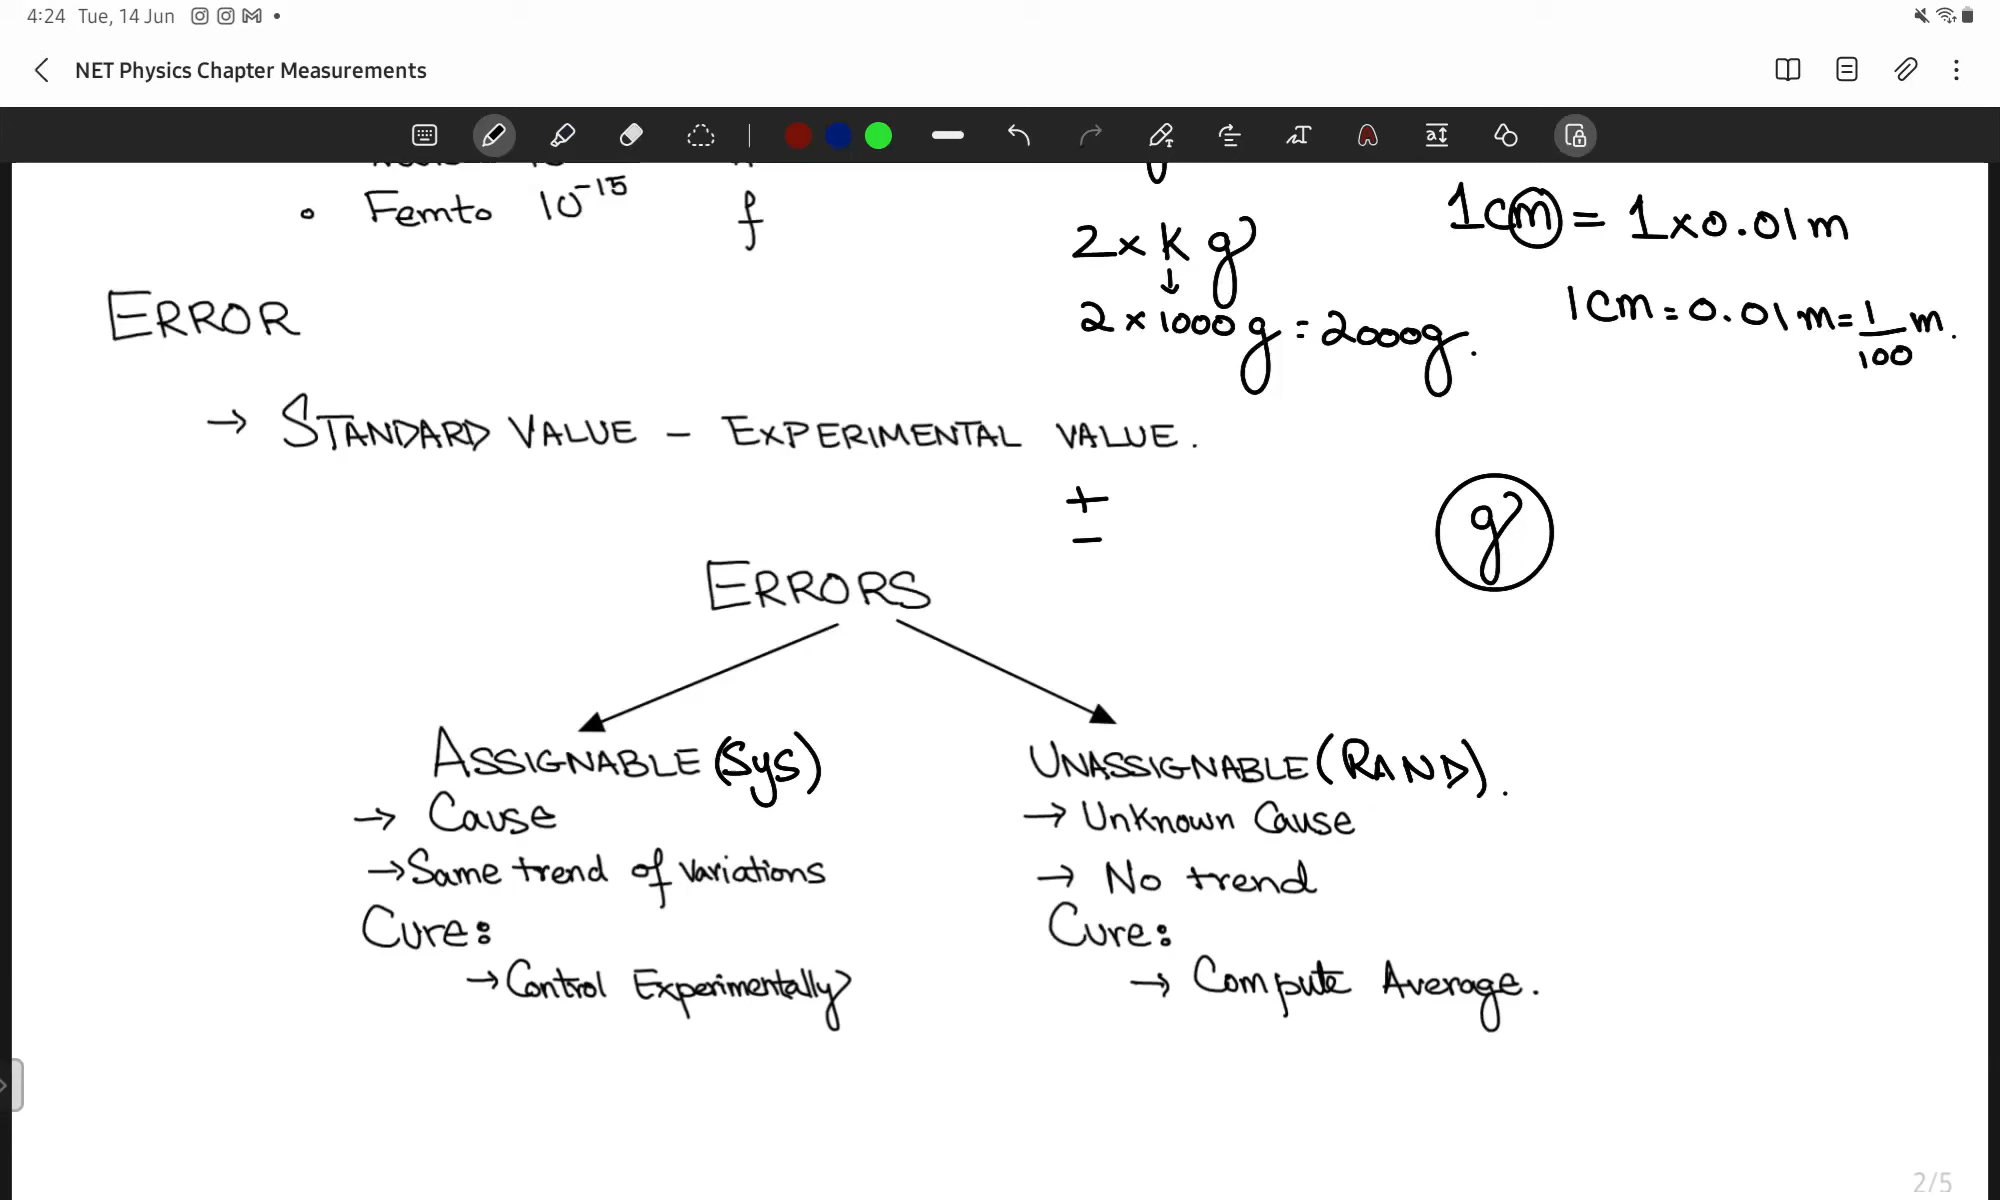 4:24 Tue, 14 Jun
NET Physics Chapter Measurements
• Femto 10^-15 f
2 × K g
2 × 1000 g = 2000g.
1cm = 1×0.01m
1cm = 0.01m = 1/100 m.
ERROR
→ STANDARD VALUE - EXPERIMENTAL VALUE.
+
-
g
ERRORS
ASSIGNABLE (Sys)
→ Cause
→ Same trend of variations
Cure:
→ Control Experimentally
UNASSIGNABLE (RAND).
→ Unknown Cause
→ No trend
Cure:
→ Compute Average.
2/5